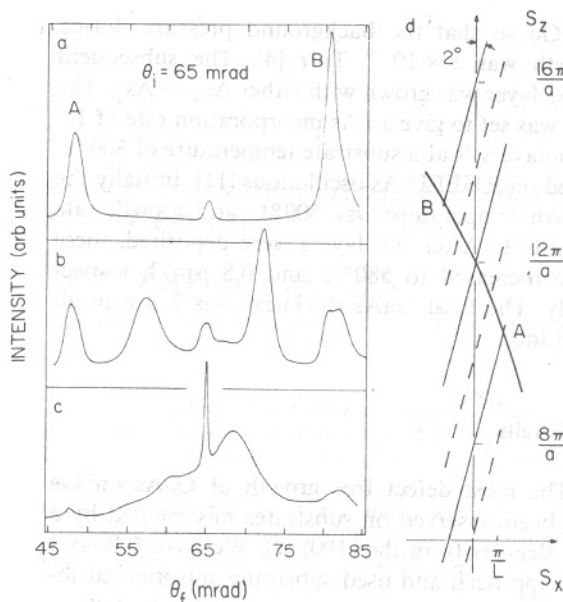 a
θi = 65 mrad
A
B
b
c
INTENSITY (arb units)
45
55
65
75
85
θf (mrad)
d
Sz
2°
16π/a
B
12π/a
A
8π/a
π/L
Sx